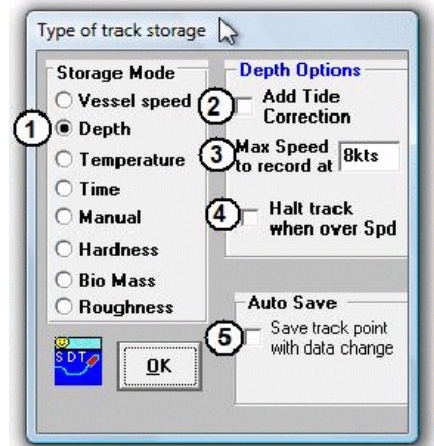 Type of track storage
Storage Mode
Vessel speed
1 Depth
Temperature
Time
Manual
Hardness
Bio Mass
Roughness
Depth Options
2 Add Tide
Correction
3 Max Speed
to record at 8kts
4 Halt track
when over Spd
Auto Save
5 Save track point
with data change
SDT
OK